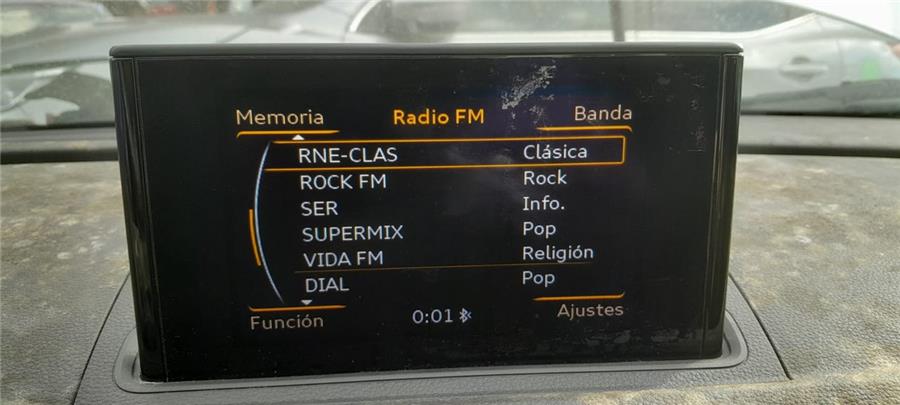 Memoria Radio FM Banda
RNE-CLAS Clásica
ROCK FM Rock
SER Info.
SUPERMIX Pop
VIDA FM Religión
DIAL Pop
Función 0:01 Ajustes